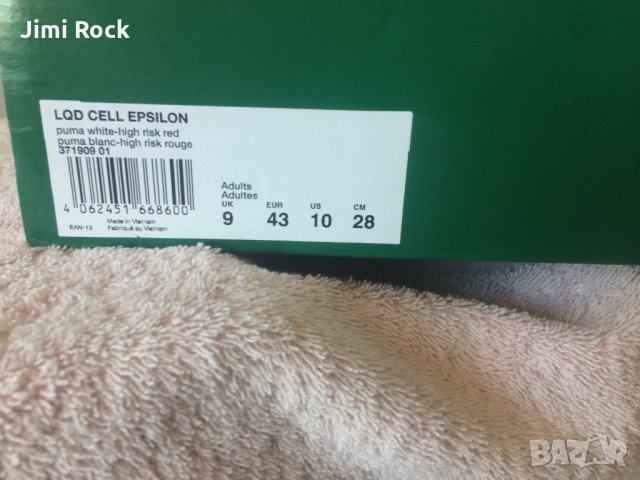 Jimi Rock
LQD CELL EPSILON
puma white-high risk red
puma blanc-high risk rouge
371909 01
4 062451 668600
EAN-13
Made in Vietnam
Fabriqué au Vietnam
Adults
Adultes
UK EUR US CM
9 43 10 28
BAZAR